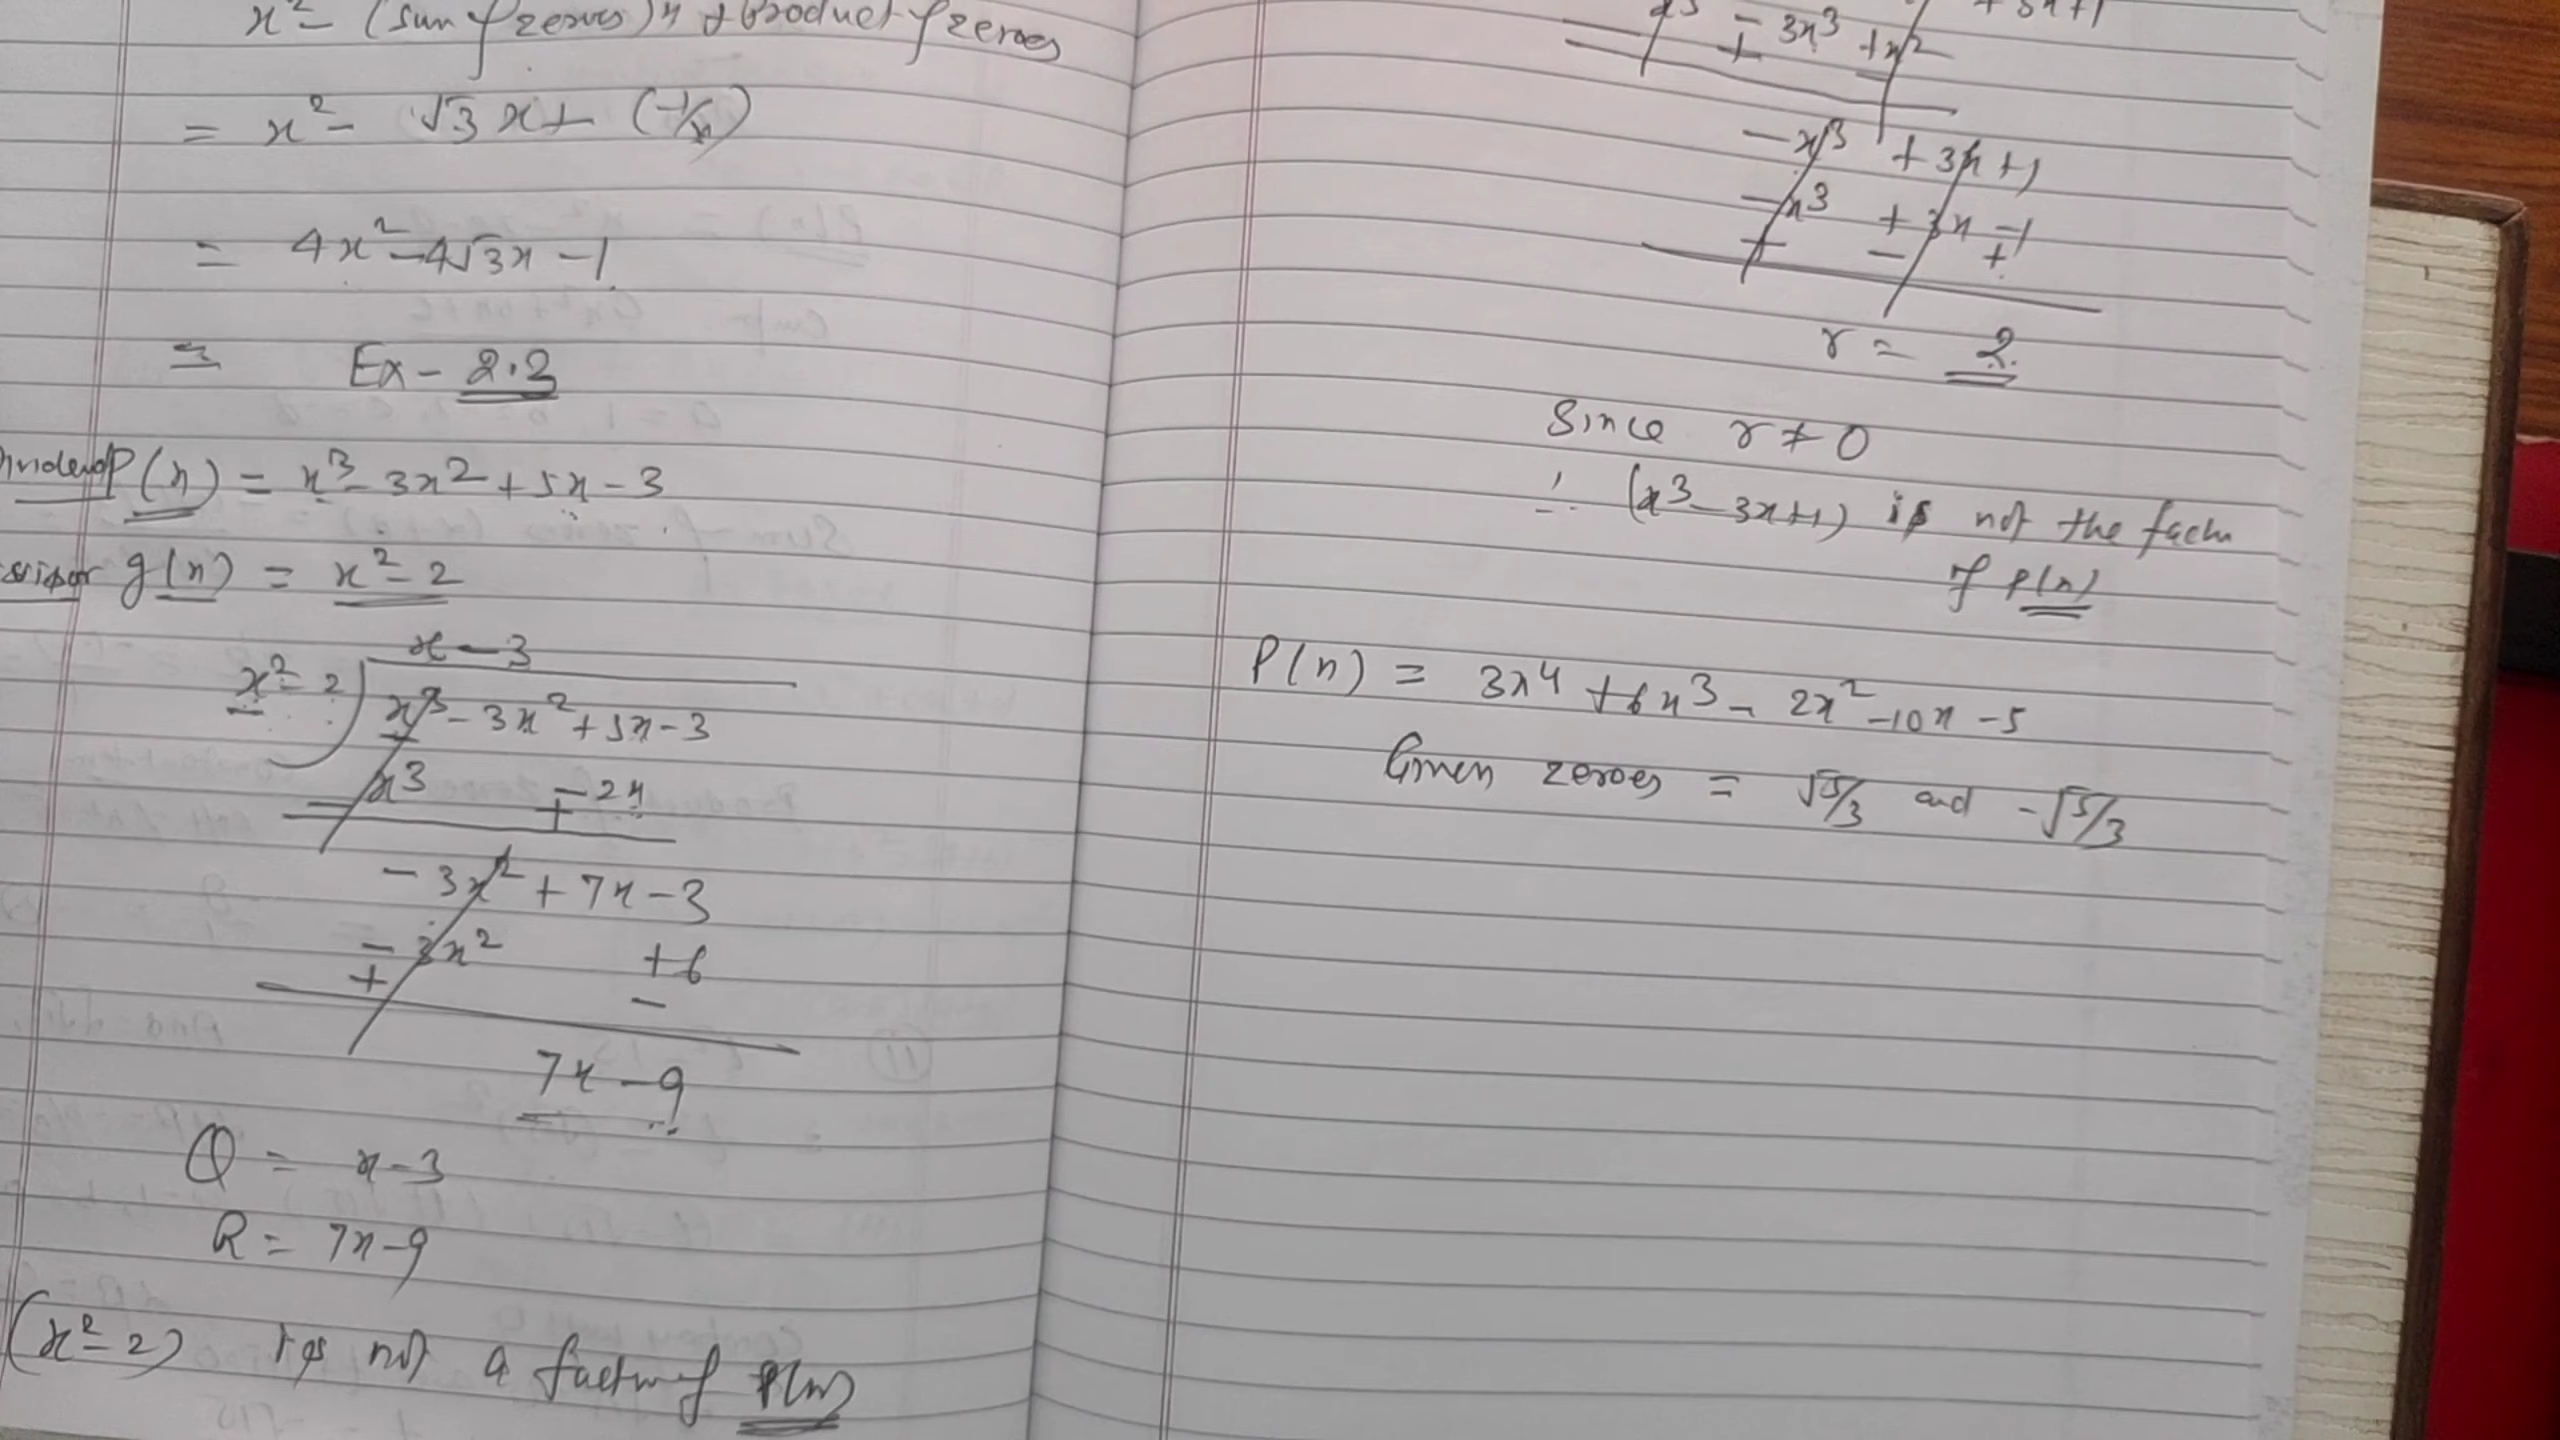 x² - (sum of zeroes)x + product of zeroes
= x² - √3 x + (-1/4)
= 4x² - 4√3x - 1
= Ex - 2.3
P(x) = x³ - 3x² + 5x - 3
g(x) = x² - 2
x - 3
x² - 2 ) x³ - 3x² + 5x - 3
x³ - 2x
- +
- 3x² + 7x - 3
- 3x² + 6
+ -
7x - 9
Q = x - 3
R = 7x - 9
(x² - 2) is not a factor of P(x)
- 3x³ + x²
+
- x³ + 3x + 1
- x³ + 3x - 1
+ - +
r = 2
Since r ≠ 0
∴ (x³ - 3x + 1) is not the
of P(x)
P(x) = 3x⁴ + 6x³ - 2x² - 10x - 5
Given zeroes = √5/3 and -√5/3